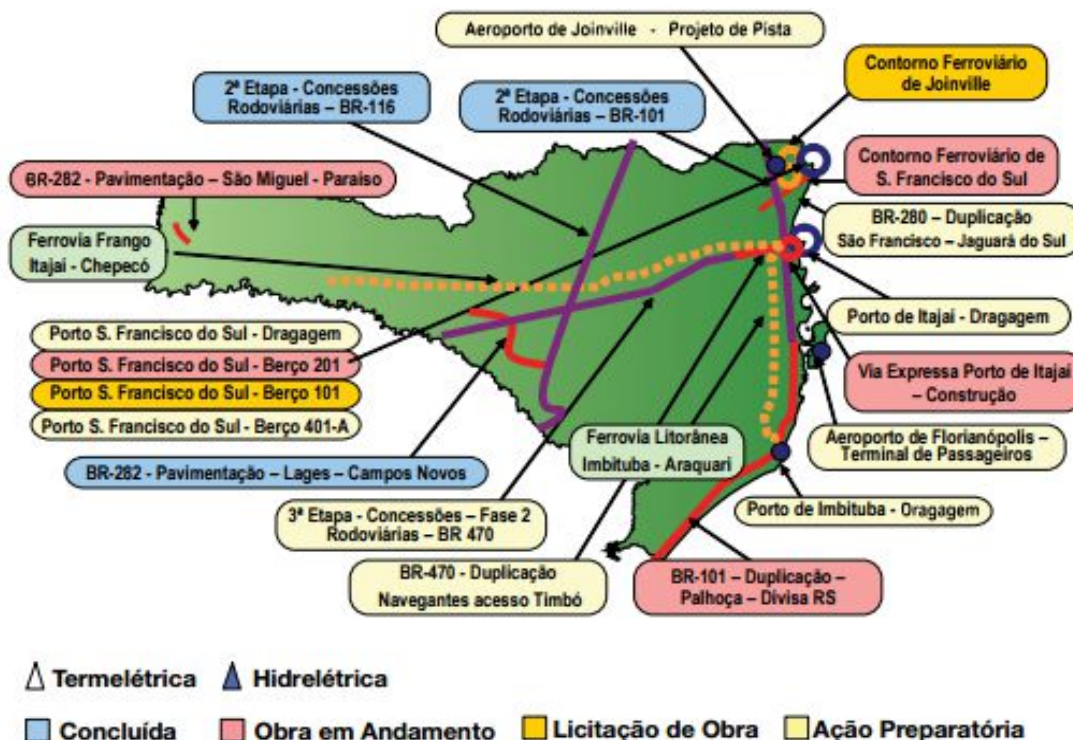 Aeroporto de Joinville - Projeto de Pista
2ª Etapa - Concessões
Rodoviárias – BR-116
2ª Etapa - Concessões
Rodoviárias – BR-101
Contorno Ferroviário
de Joinville
BR-282 - Pavimentação – São Miguel - Paraiso
Contorno Ferroviário de
S. Francisco do Sul
Ferrovia Frango
Itajaí - Chepecó
BR-280 – Duplicação
São Francisco – Jaguará do Sul
Porto de Itajaí - Dragagem
Porto S. Francisco do Sul - Dragagem
Porto S. Francisco do Sul - Berço 201
Porto S. Francisco do Sul - Berço 101
Porto S. Francisco do Sul - Berço 401-A
Via Expressa Porto de Itajaí
– Construção
BR-282 - Pavimentação – Lages – Campos Novos
Ferrovia Litorânea
Imbituba - Araquari
Aeroporto de Florianópolis –
Terminal de Passageiros
3ª Etapa - Concessões – Fase 2
Rodoviárias – BR 470
Porto de Imbituba - Oragagem
BR-470 - Duplicação
Navegantes acesso Timbó
BR-101 – Duplicação –
Palhoça – Divisa RS
Termelétrica
Hidrelétrica
Concluída
Obra em Andamento
Licitação de Obra
Ação Preparatória